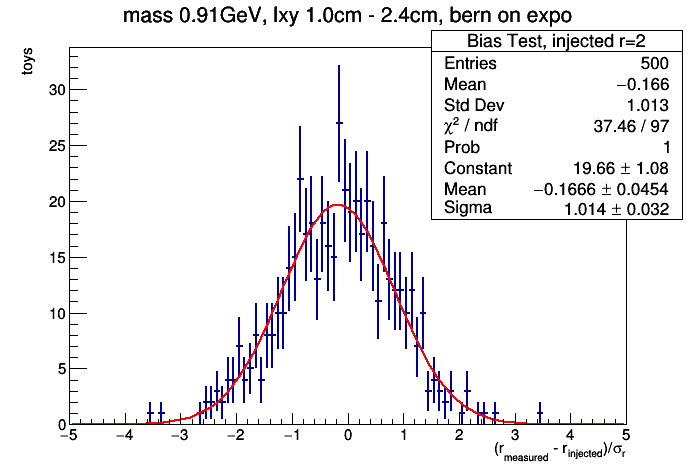 mass 0.91GeV, lxy 1.0cm - 2.4cm, bern on expo
Bias Test, injected r=2
Entries 500
Mean −0.166
Std Dev 1.013
χ² / ndf 37.46 / 97
Prob 1
Constant 19.66 ± 1.08
Mean −0.1666 ± 0.0454
Sigma 1.014 ± 0.032
toys
30
25
20
15
10
5
0
−5 −4 −3 −2 −1 0 1 2 3 4 5
(r_measured - r_injected)/σ_r